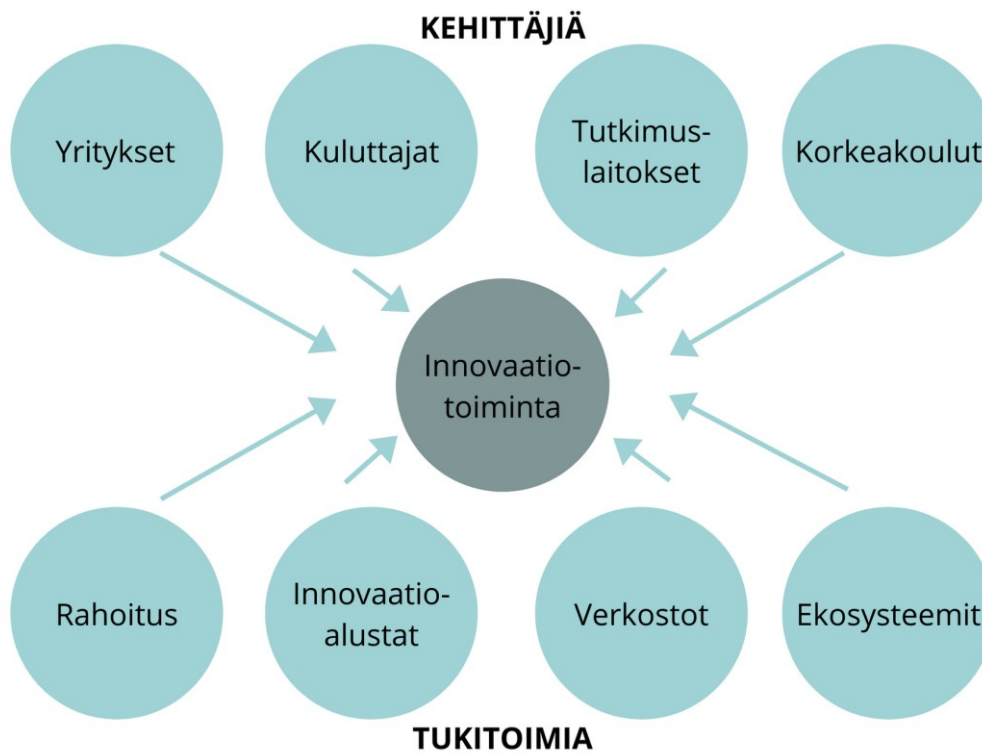 KEHITTÄJIÄ
Yritykset
Kuluttajat
Tutkimus-
laitokset
Korkeakoulut
Innovaatio-
toiminta
Rahoitus
Innovaatio-
alustat
Verkostot
Ekosysteemit
TUKITOIMIA